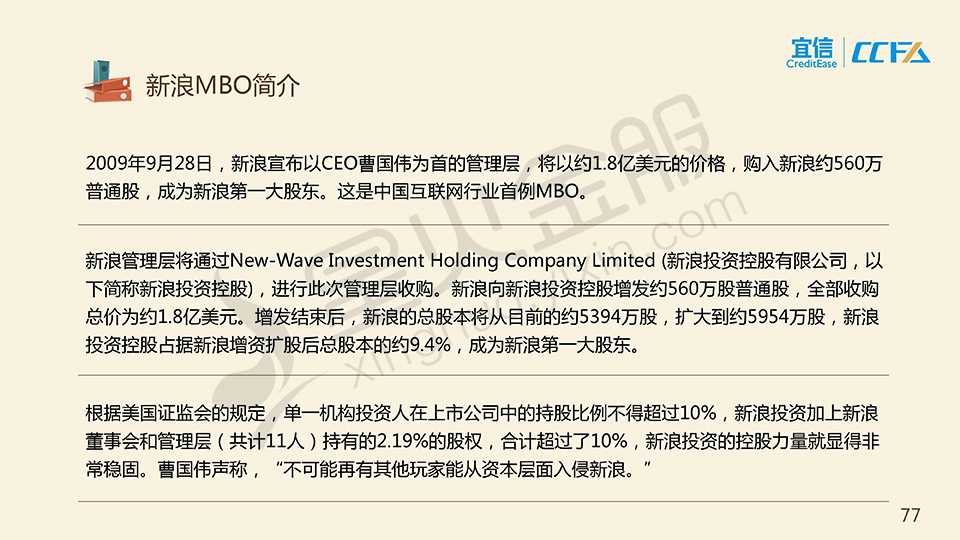 宜信
CreditEase
CCFA
新浪MBO简介
2009年9月28日，新浪宣布以CEO曹国伟为首的管理层，将以约1.8亿美元的价格，购入新浪约560万
普通股，成为新浪第一大股东。这是中国互联网行业首例MBO。
新浪管理层将通过New-Wave Investment Holding Company Limited (新浪投资控股有限公司，以
下简称新浪投资控股)，进行此次管理层收购。新浪向新浪投资控股增发约560万股普通股，全部收购
总价为约1.8亿美元。增发结束后，新浪的总股本将从目前的约5394万股，扩大到约5954万股，新浪
投资控股占据新浪增资扩股后总股本的约9.4%，成为新浪第一大股东。
根据美国证监会的规定，单一机构投资人在上市公司中的持股比例不得超过10%，新浪投资加上新浪
董事会和管理层（共计11人）持有的2.19%的股权，合计超过了10%，新浪投资的控股力量就显得非
常稳固。曹国伟声称，“不可能再有其他玩家能从资本层面入侵新浪。”
星火金服
77